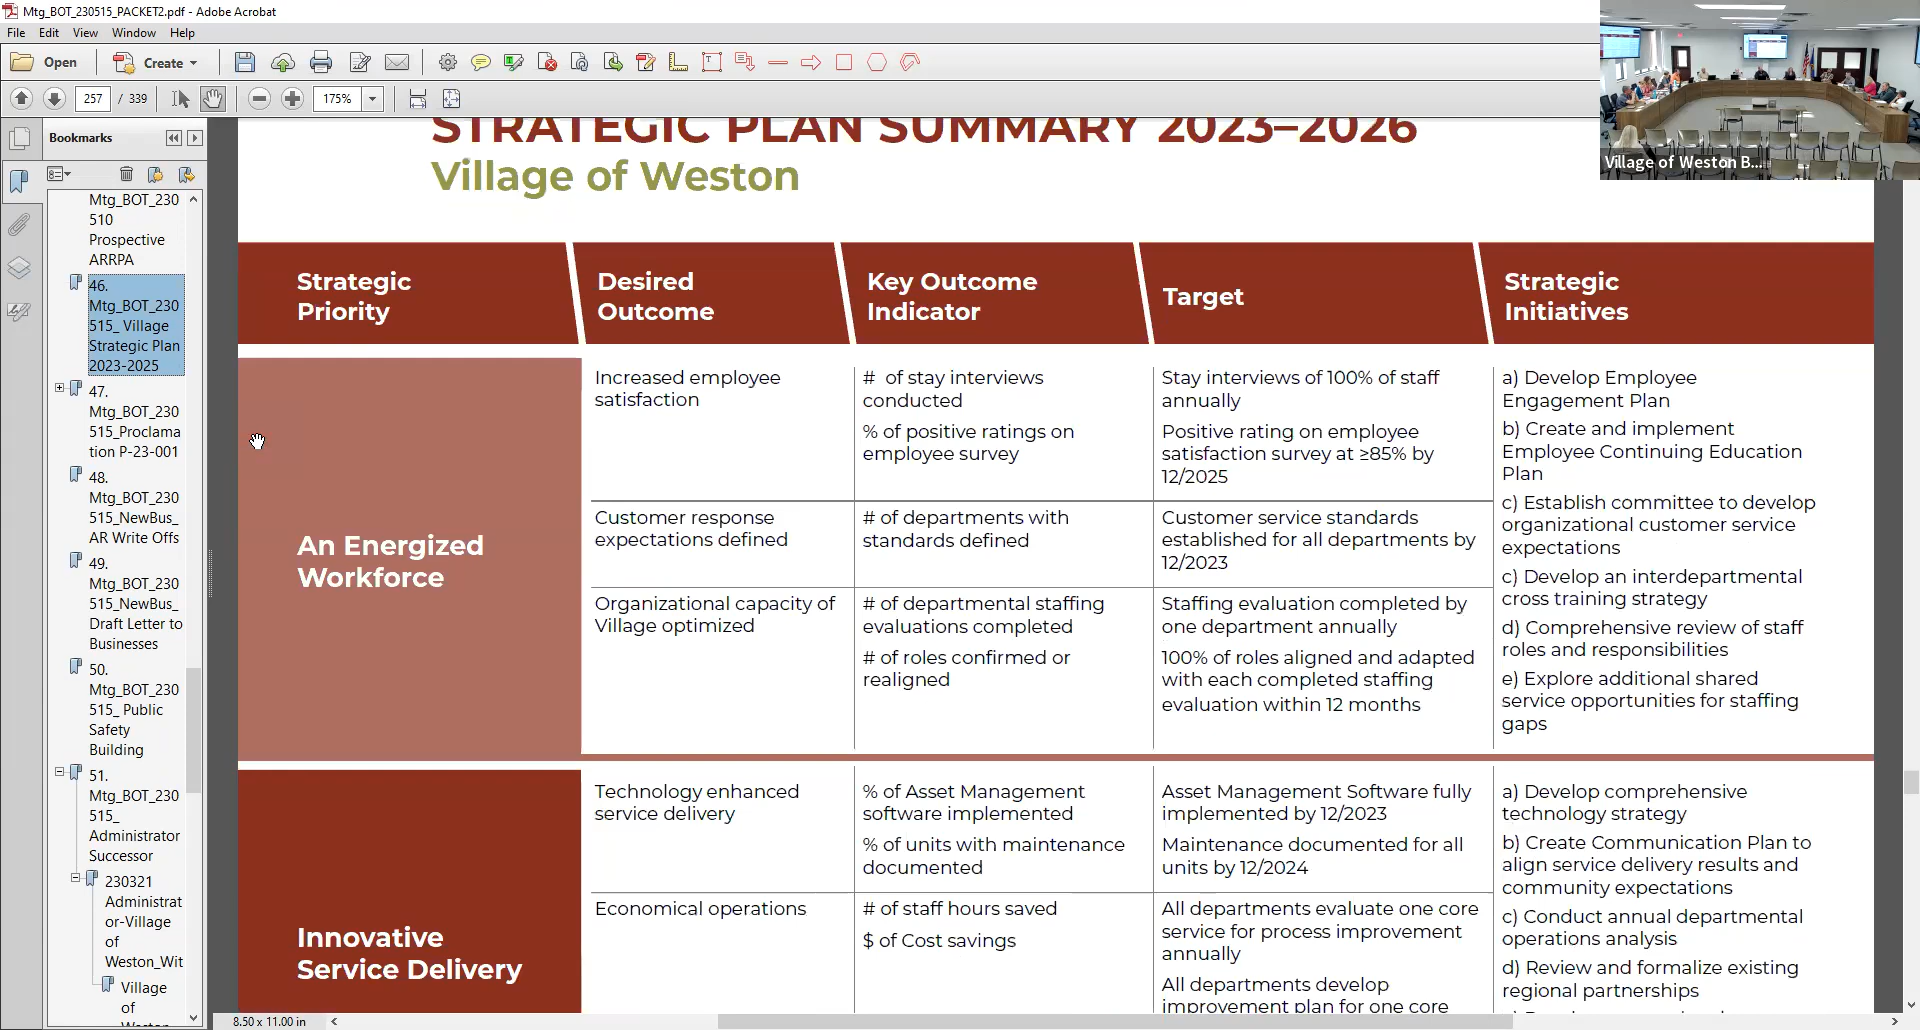 Mtg_BOT_230515_PACKET2.pdf - Adobe Acrobat
File Edit View Window Help
Open Create
257 / 339 175%
Bookmarks
Mtg_BOT_230
510
Prospective
ARRPA
46.
Mtg_BOT_230
515_ Village
Strategic Plan
2023-2025
47.
Mtg_BOT_230
515_Proclama
tion P-23-001
48.
Mtg_BOT_230
515_NewBus_
AR Write Offs
49.
Mtg_BOT_230
515_NewBus_
Draft Letter to
Businesses
50.
Mtg_BOT_230
515_ Public
Safety
Building
51.
Mtg_BOT_230
515_
Administrator
Successor
230321
Administrat
or-Village
of
Weston_Wit
Village
of
Weston
8.50 x 11.00 in
Village of Weston B...
STRATEGIC PLAN SUMMARY 2023–2026
Village of Weston
Strategic
Priority
Desired
Outcome
Key Outcome
Indicator
Target
Strategic
Initiatives
An Energized
Workforce
Increased employee
satisfaction
# of stay interviews
conducted
% of positive ratings on
employee survey
Stay interviews of 100% of staff
annually
Positive rating on employee
satisfaction survey at ≥85% by
12/2025
Customer response
expectations defined
# of departments with
standards defined
Customer service standards
established for all departments by
12/2023
Organizational capacity of
Village optimized
# of departmental staffing
evaluations completed
# of roles confirmed or
realigned
Staffing evaluation completed by
one department annually
100% of roles aligned and adapted
with each completed staffing
evaluation within 12 months
a) Develop Employee
Engagement Plan
b) Create and implement
Employee Continuing Education
Plan
c) Establish committee to develop
organizational customer service
expectations
c) Develop an interdepartmental
cross training strategy
d) Comprehensive review of staff
roles and responsibilities
e) Explore additional shared
service opportunities for staffing
gaps
Innovative
Service Delivery
Technology enhanced
service delivery
% of Asset Management
software implemented
% of units with maintenance
documented
Asset Management Software fully
implemented by 12/2023
Maintenance documented for all
units by 12/2024
Economical operations
# of staff hours saved
$ of Cost savings
All departments evaluate one core
service for process improvement
annually
All departments develop
improvement plan for one core
a) Develop comprehensive
technology strategy
b) Create Communication Plan to
align service delivery results and
community expectations
c) Conduct annual departmental
operations analysis
d) Review and formalize existing
regional partnerships